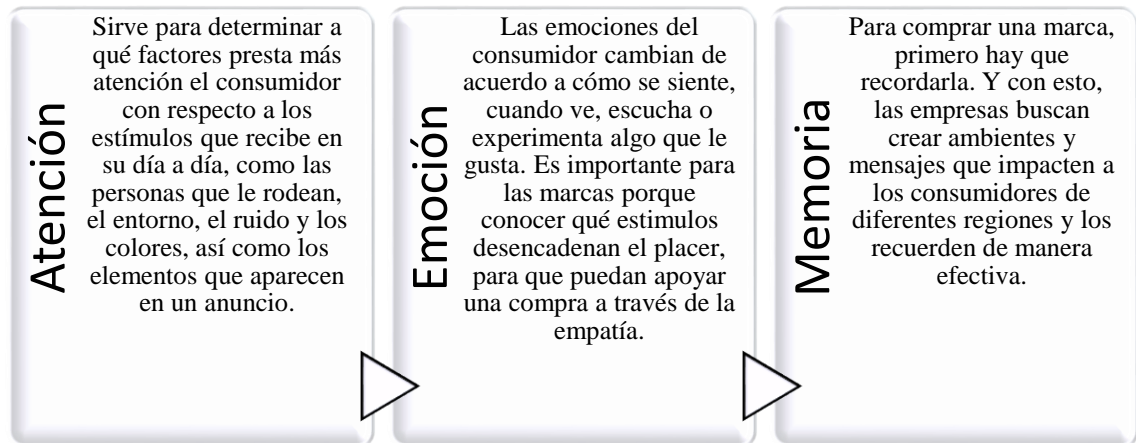 Atención
Sirve para determinar a
qué factores presta más
atención el consumidor
con respecto a los
estímulos que recibe en
su día a día, como las
personas que le rodean,
el entorno, el ruido y los
colores, así como los
elementos que aparecen
en un anuncio.
Emoción
Las emociones del
consumidor cambian de
acuerdo a cómo se siente,
cuando ve, escucha o
experimenta algo que le
gusta. Es importante para
las marcas porque
conocer qué estimulos
desencadenan el placer,
para que puedan apoyar
una compra a través de la
empatía.
Memoria
Para comprar una marca,
primero hay que
recordarla. Y con esto,
las empresas buscan
crear ambientes y
mensajes que impacten a
los consumidores de
diferentes regiones y los
recuerden de manera
efectiva.